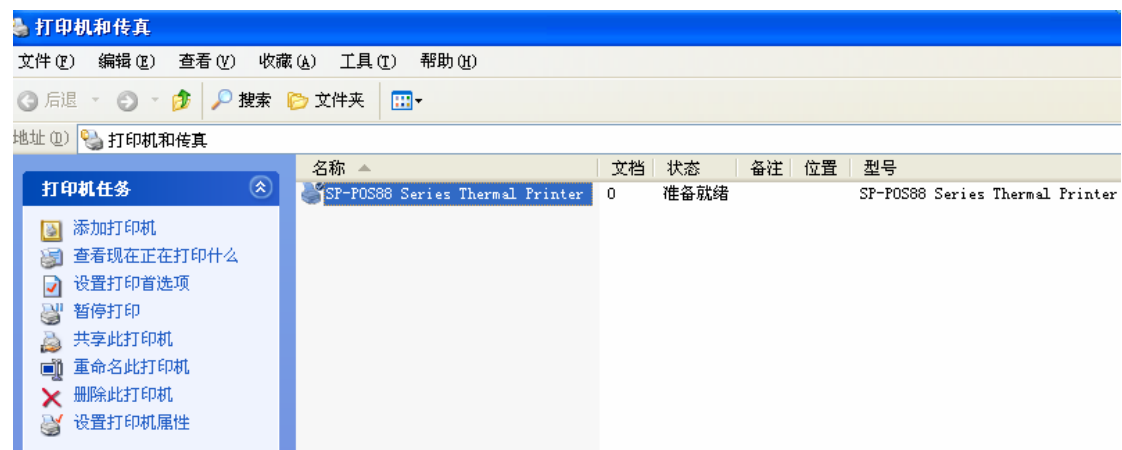 打印机和传真
文件(F) 编辑(E) 查看(V) 收藏(A) 工具(T) 帮助(H)
后退 搜索 文件夹
地址(D) 打印机和传真
名称 文档 状态 备注 位置 型号
SP-POS88 Series Thermal Printer 0 准备就绪 SP-POS88 Series Thermal Printer
打印机任务
添加打印机
查看现在正在打印什么
设置打印首选项
暂停打印
共享此打印机
重命名此打印机
删除此打印机
设置打印机属性